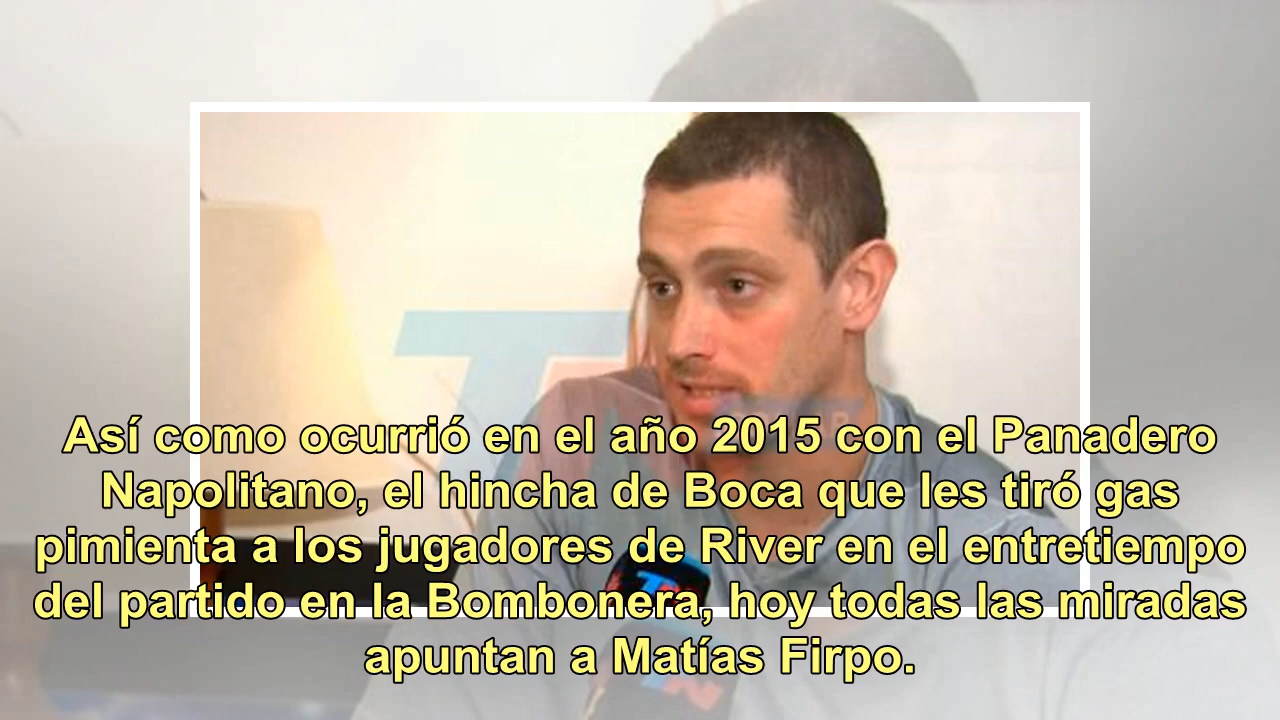 Así como ocurrió en el año 2015 con el Panadero
Napolitano, el hincha de Boca que les tiró gas
pimienta a los jugadores de River en el entretiempo
del partido en la Bombonera, hoy todas las miradas
apuntan a Matías Firpo.
TN